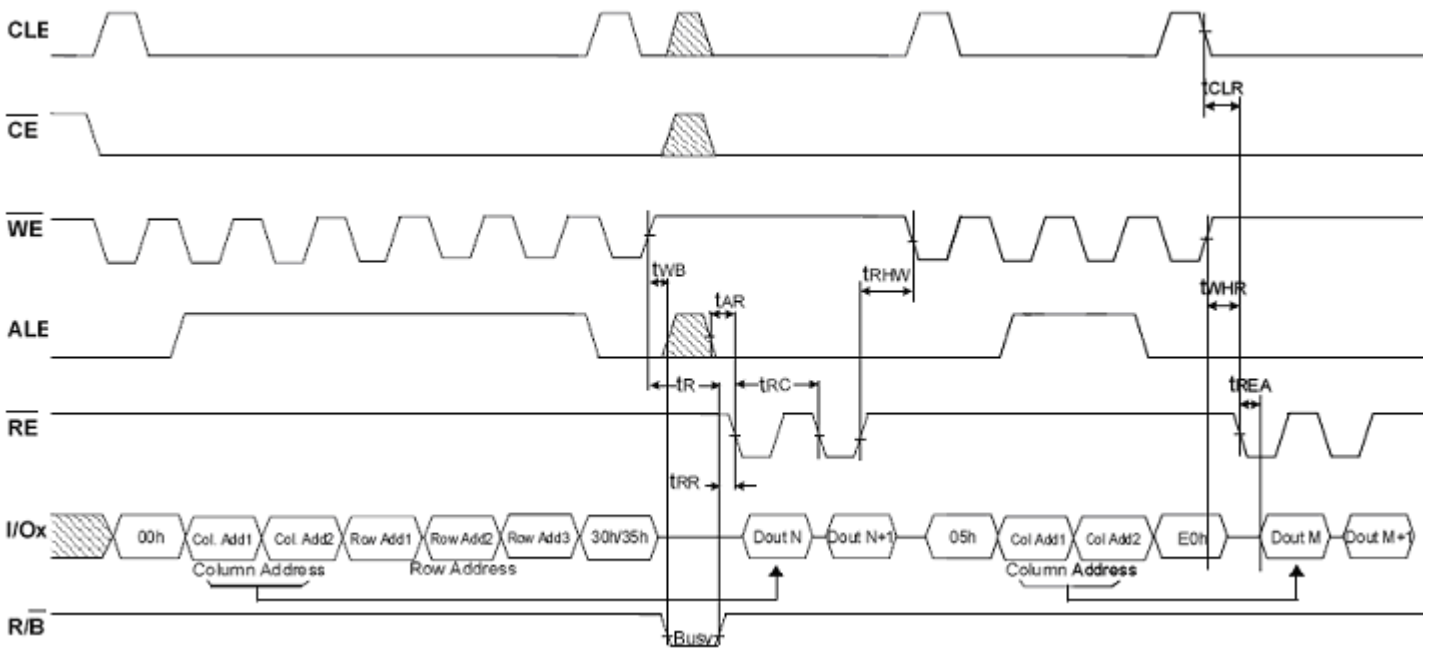 CLE
tCLR
CE
WE
tWB
tRHW
tWHR
tAR
ALE
tR
tRC
tREA
RE
tRR
I/Ox
00h Col. Add1 Col. Add2 Row Add1 Row Add2 Row Add3 30h/35h Dout N Dout N+1 05h Col Add1 Col Add2 E0h Dout M Dout M+1
Column Address Row Address Column Address
R/B
Busy